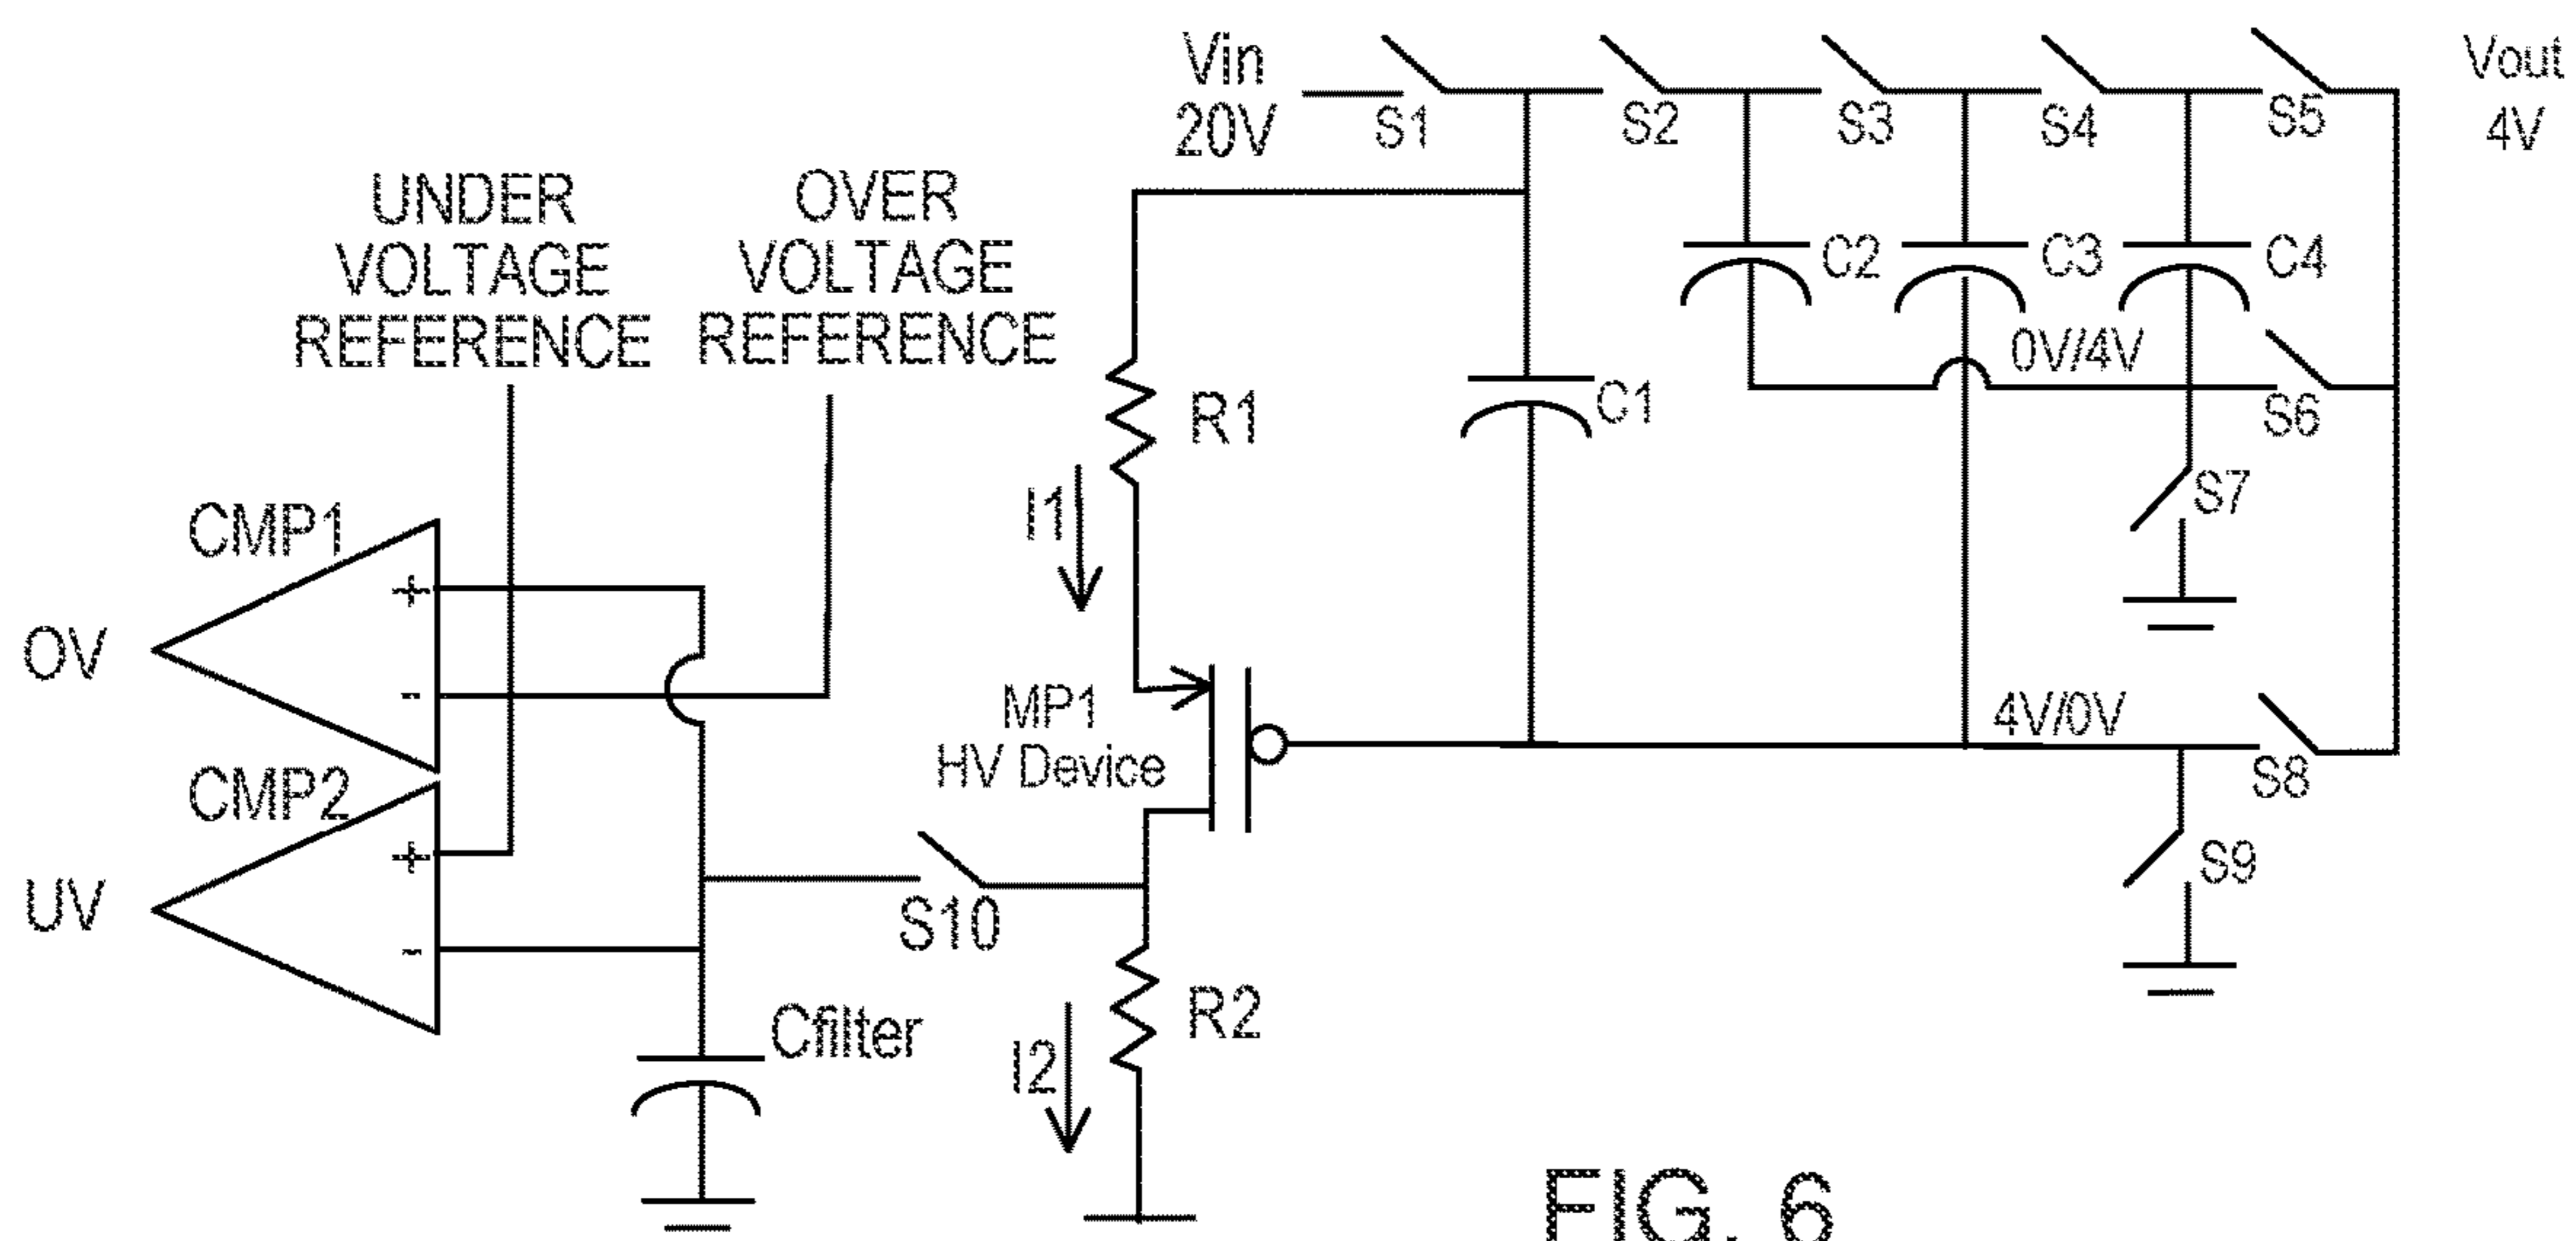 Vin
20V
S1
S2
S3
S4
S5
Vout
4V
UNDER
VOLTAGE
REFERENCE
OVER
VOLTAGE
REFERENCE
C2
C3
C4
0V/4V
S6
R1
C1
I1
S7
CMP1
+
-
OV
MP1
HV Device
4V/0V
S8
S9
CMP2
+
-
UV
S10
Cfilter
R2
I2
FIG. 6